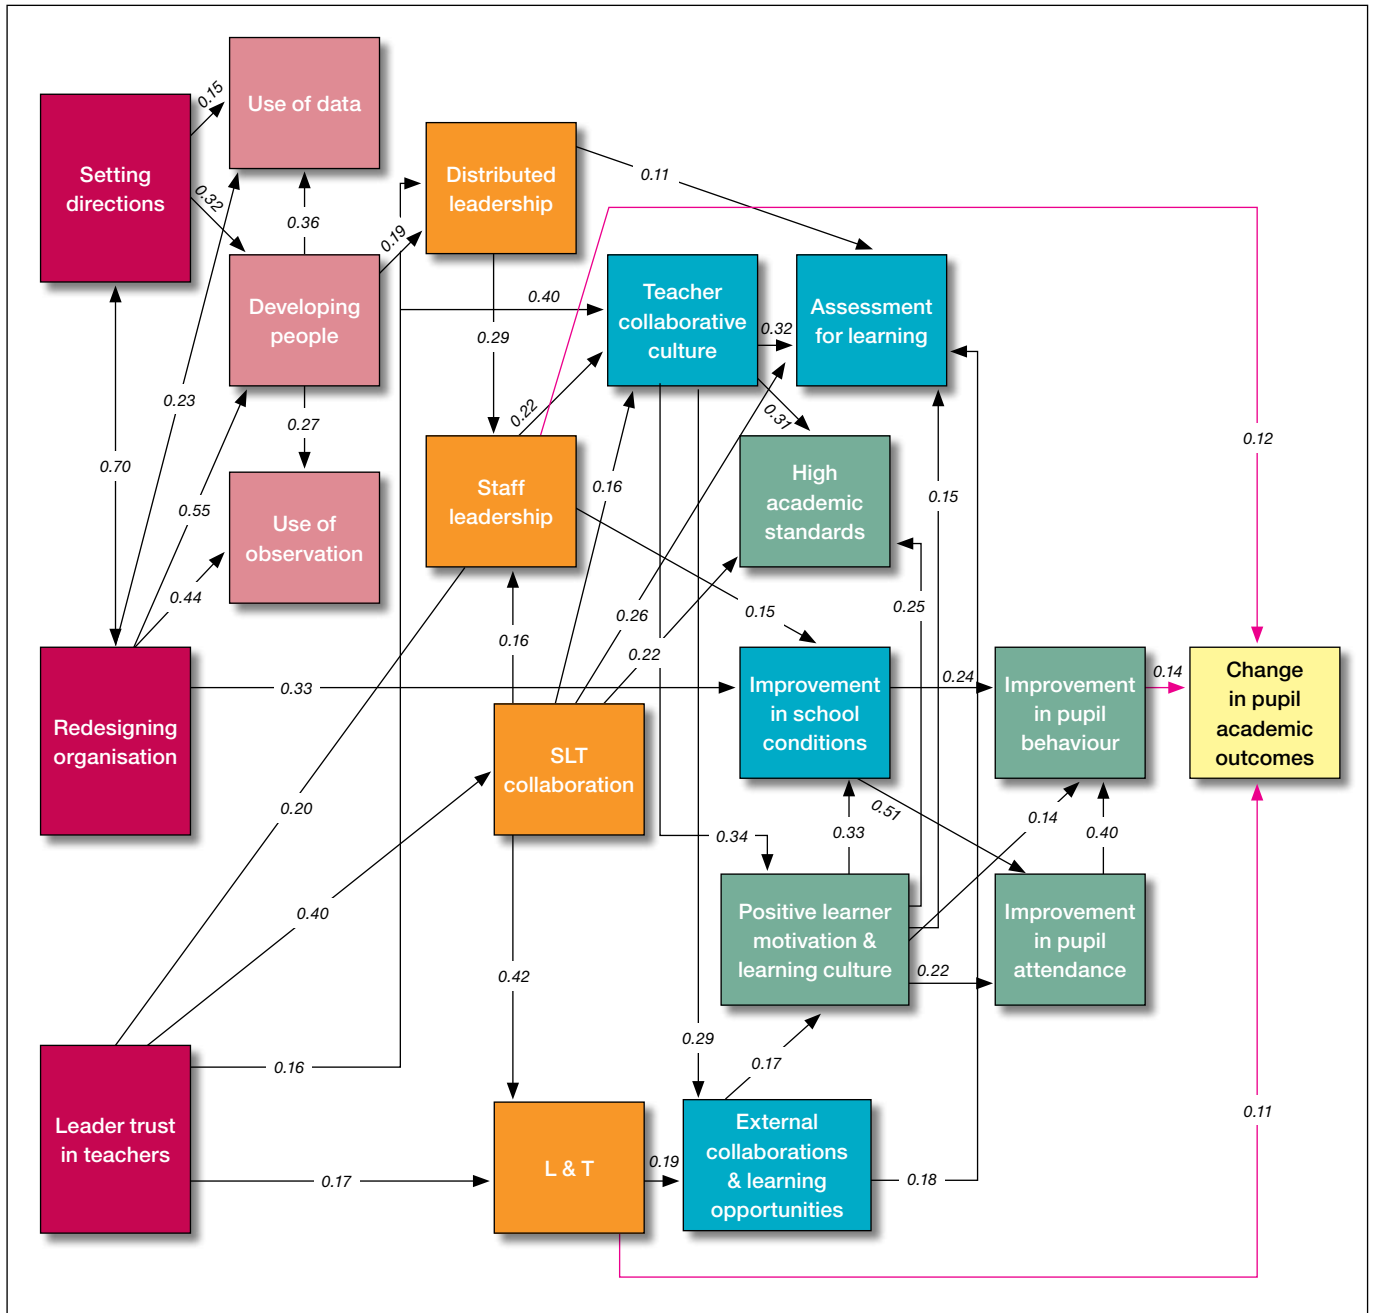 Use of data
0.15
Setting
directions
0.32
Distributed
leadership
0.11
0.36
0.19
Developing
people
0.40
Teacher
collaborative
culture
0.32
Assessment
for learning
0.29
0.23
0.27
0.22
0.31
0.12
0.70
0.55
Use of
observation
0.44
Staff
leadership
0.16
High
academic
standards
0.15
0.26
0.15
0.25
0.16
0.22
0.33
Redesigning
organisation
SLT
collaboration
Improvement
in school
conditions
0.24
Improvement
in pupil
behaviour
0.14
Change
in pupil
academic
outcomes
0.20
0.51
0.14
0.34
0.33
0.40
0.40
Positive learner
motivation &
learning culture
0.22
Improvement
in pupil
attendance
0.42
0.29
0.17
0.16
Leader trust
in teachers
0.17
L & T
0.19
External
collaborations
& learning
opportunities
0.18
0.11